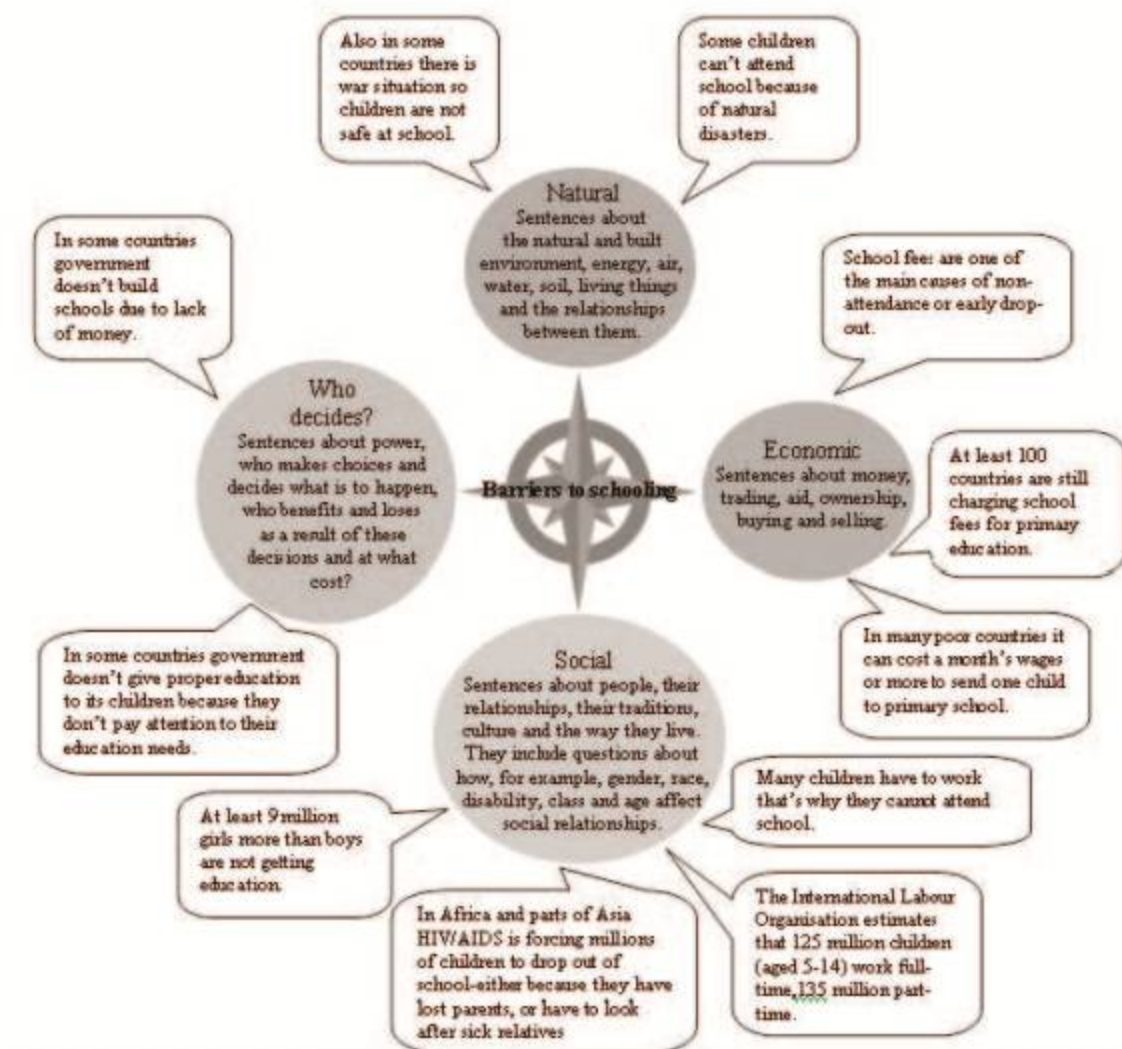 Also in some
countries there is
war situation so
children are not
safe at school.
Some children
can't attend
school because
of natural
disasters.
Natural
Sentences about
the natural and built
environment, energy, air,
water, soil, living things
and the relationships
between them.
In some countries
government
doesn't build
schools due to lack
of money.
School fees are one of
the main causes of non-
attendance or early drop-
out.
Who
decides?
Sentences about power,
who makes choices and
decides what is to happen,
who benefits and loses
as a result of these
decisions and at what
cost?
Barriers to schooling
Economic
Sentences about money,
trading, aid, ownership,
buying and selling.
At least 100
countries are still
charging school
fees for primary
education.
In many poor countries it
can cost a month's wages
or more to send one child
to primary school.
In some countries government
doesn't give proper education
to its children because they
don't pay attention to their
education needs.
Social
Sentences about people, their
relationships, their traditions,
culture and the way they live.
They include questions about
how, for example, gender, race,
disability, class and age affect
social relationships.
Many children have to work
that's why they cannot attend
school.
At least 9 million
girls more than boys
are not getting
education.
In Africa and parts of Asia
HIV/AIDS is forcing millions
of children to drop out of
school-either because they have
lost parents, or have to look
after sick relatives
The International Labour
Organisation estimates
that 125 million children
(aged 5-14) work full-
time,135 million part-
time.